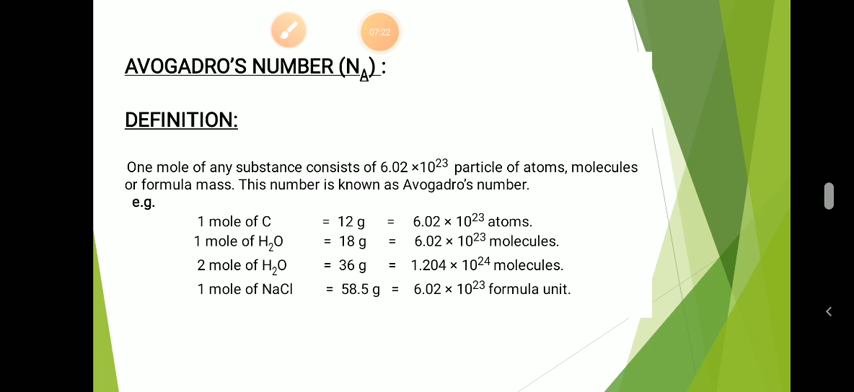 07:22
AVOGADRO'S NUMBER (N_A) :
DEFINITION:
One mole of any substance consists of 6.02 ×10²³ particle of atoms, molecules
or formula mass. This number is known as Avogadro's number.
e.g.
1 mole of C = 12 g = 6.02 × 10²³ atoms.
1 mole of H₂O = 18 g = 6.02 × 10²³ molecules.
2 mole of H₂O = 36 g = 1.204 × 10²⁴ molecules.
1 mole of NaCl = 58.5 g = 6.02 × 10²³ formula unit.